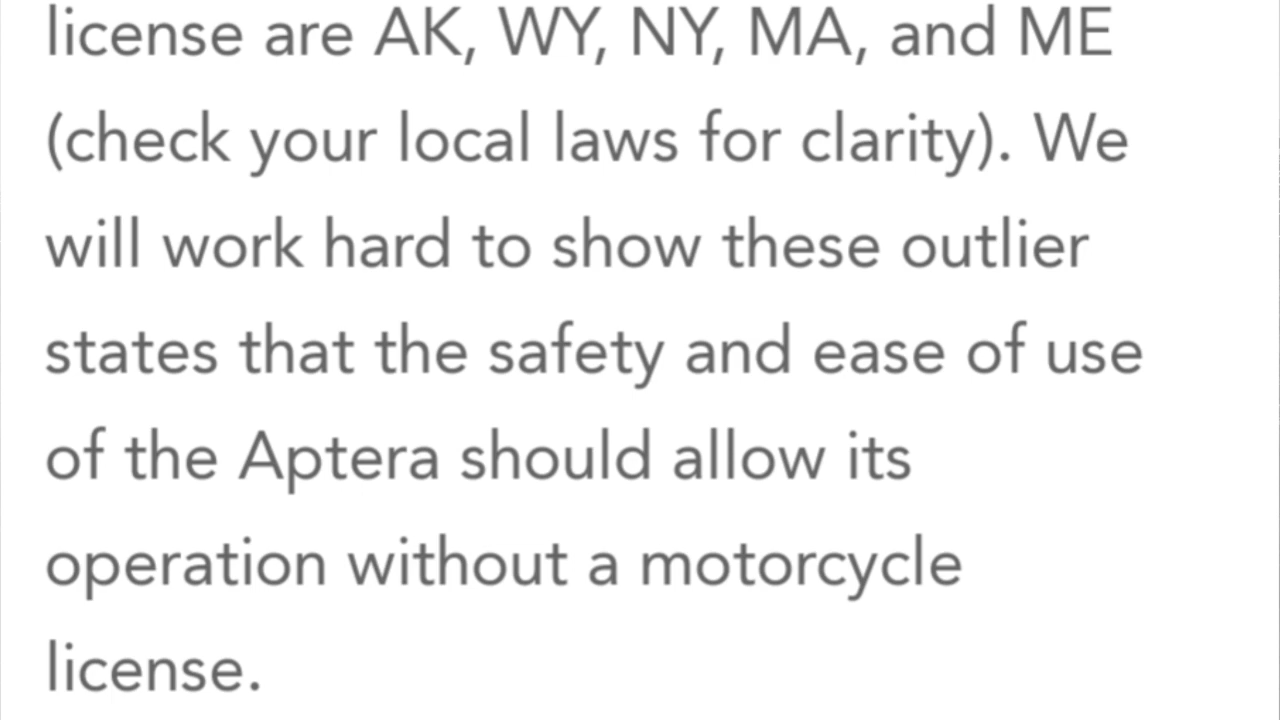 license are AK, WY, NY, MA, and ME
(check your local laws for clarity). We
will work hard to show these outlier
states that the safety and ease of use
of the Aptera should allow its
operation without a motorcycle
license.